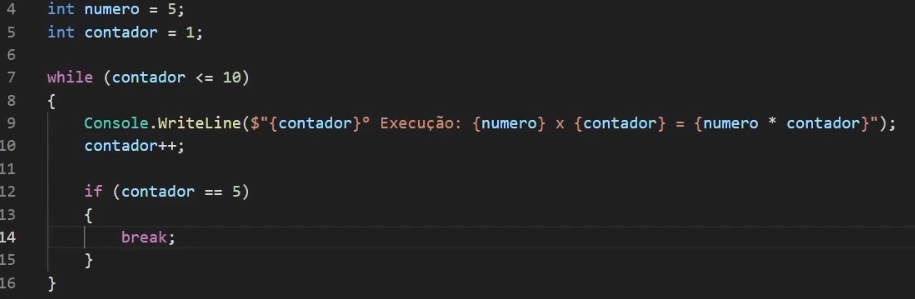 4 int numero = 5;
5 int contador = 1;
6
7 while (contador <= 10)
8 {
9 Console.WriteLine($"{contador}° Execução: {numero} x {contador} = {numero * contador}");
10 contador++;
11
12 if (contador == 5)
13 {
14 break;
15 }
16 }